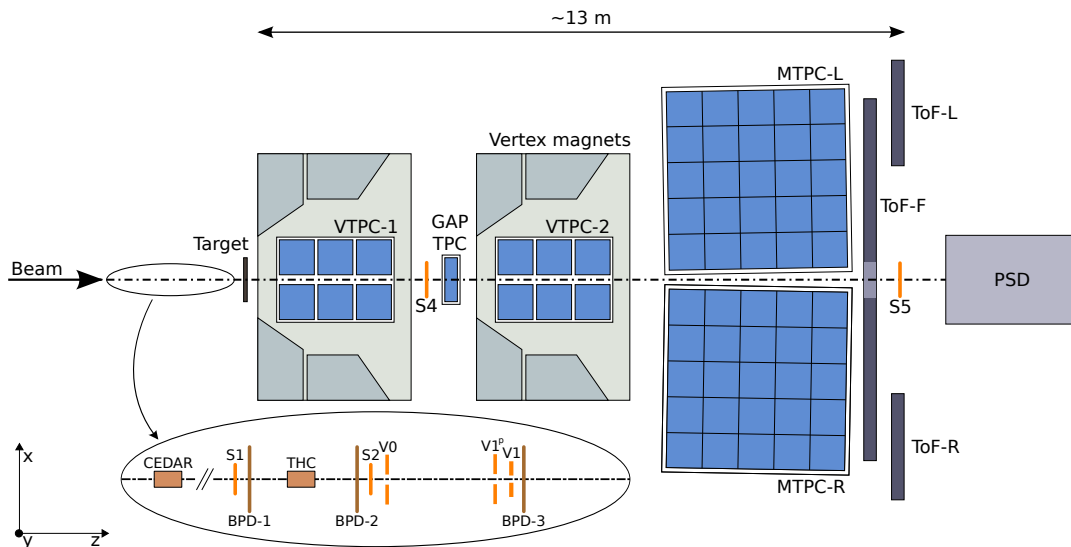 ~13 m
MTPC-L
ToF-L
Vertex magnets
ToF-F
VTPC-1
GAP
TPC
VTPC-2
Target
Beam
PSD
S4
S5
x
CEDAR
S1
THC
S2
V0
V1p
V1
ToF-R
MTPC-R
BPD-1
BPD-2
BPD-3
y
z